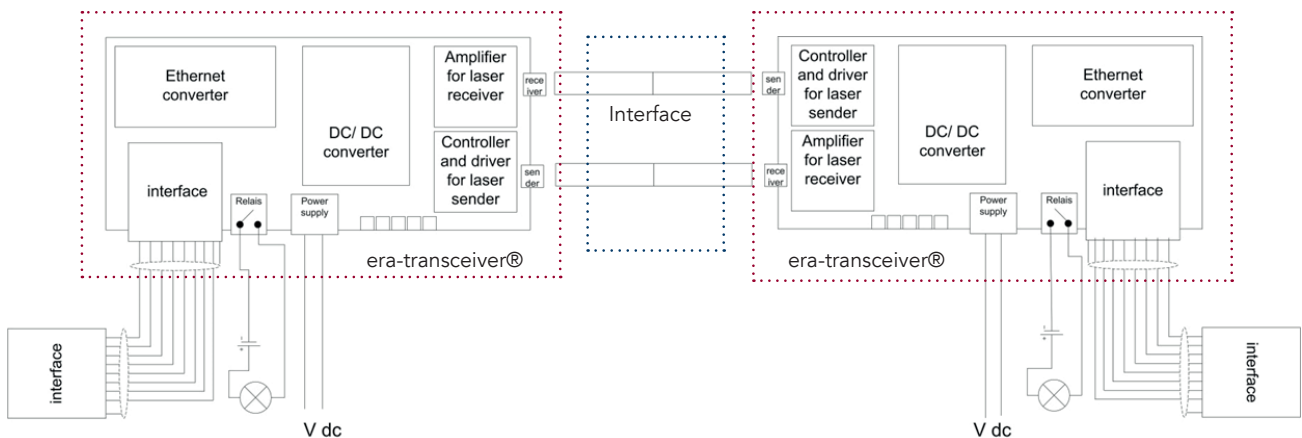 Ethernet
converter
DC/ DC
converter
Amplifier
for laser
receiver
rece
iver
Controller
and driver
for laser
sender
sen
der
interface
Relais
Power
supply
era-transceiver®
interface
V dc
Interface
Controller
and driver
for laser
sender
sen
der
Amplifier
for laser
receiver
rece
iver
DC/ DC
converter
Ethernet
converter
interface
Power
supply
Relais
era-transceiver®
interface
V dc